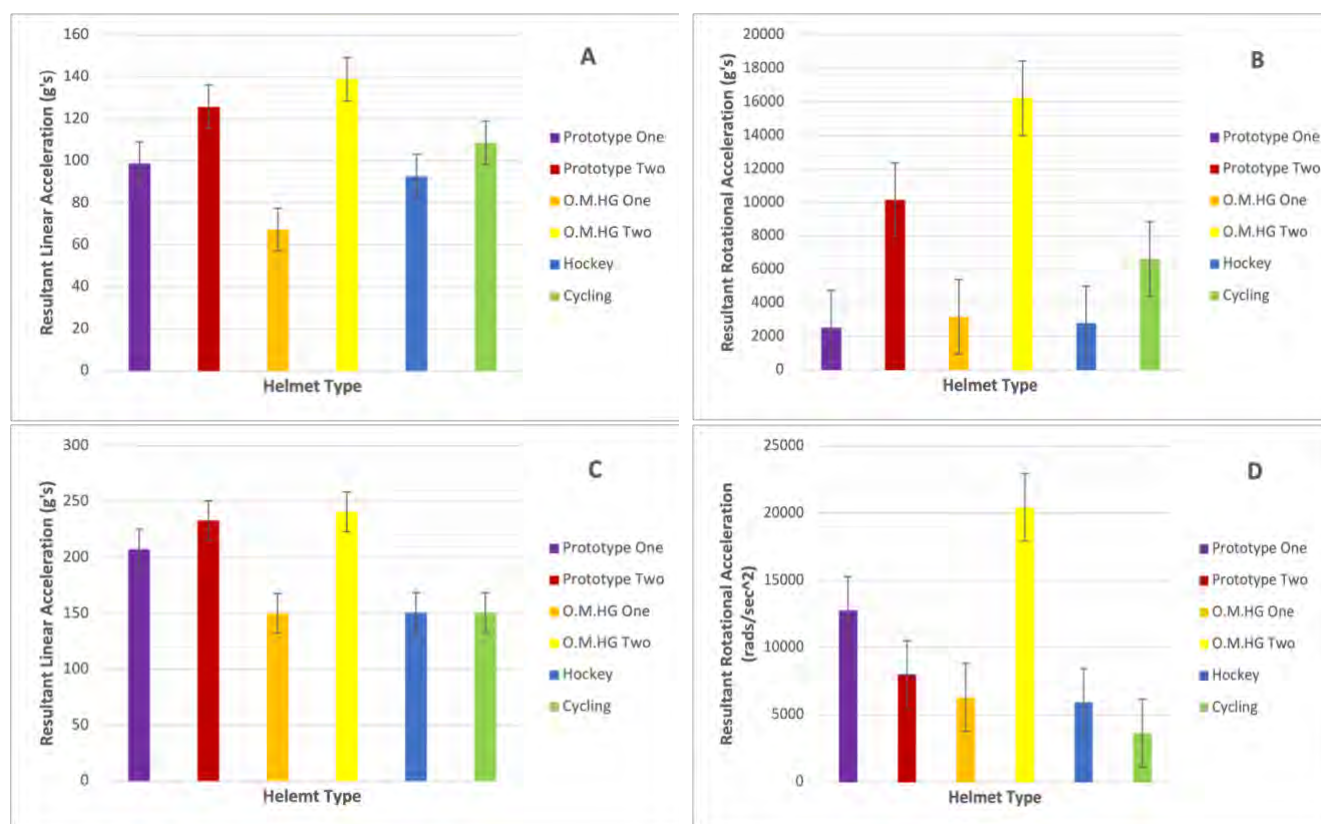 Resultant Linear Acceleration (g's)
160
140
120
100
80
60
40
20
0
Helmet Type
A
Prototype One
Prototype Two
O.M.HG One
O.M.HG Two
Hockey
Cycling
Resultant Rotational Acceleration (g's)
20000
18000
16000
14000
12000
10000
8000
6000
4000
2000
0
Helmet Type
B
Prototype One
Prototype Two
O.M.HG One
O.M.HG Two
Hockey
Cycling
Resultant Linear Acceleration (g's)
300
250
200
150
100
50
0
Helemt Type
C
Prototype One
Prototype Two
O.M.HG One
O.M.HG Two
Hockey
Cycling
Resultant Rotational Acceleration
(rads/sec^2)
25000
20000
15000
10000
5000
0
Helmet Type
D
Prototype One
Prototype Two
O.M.HG One
O.M.HG Two
Hockey
Cycling